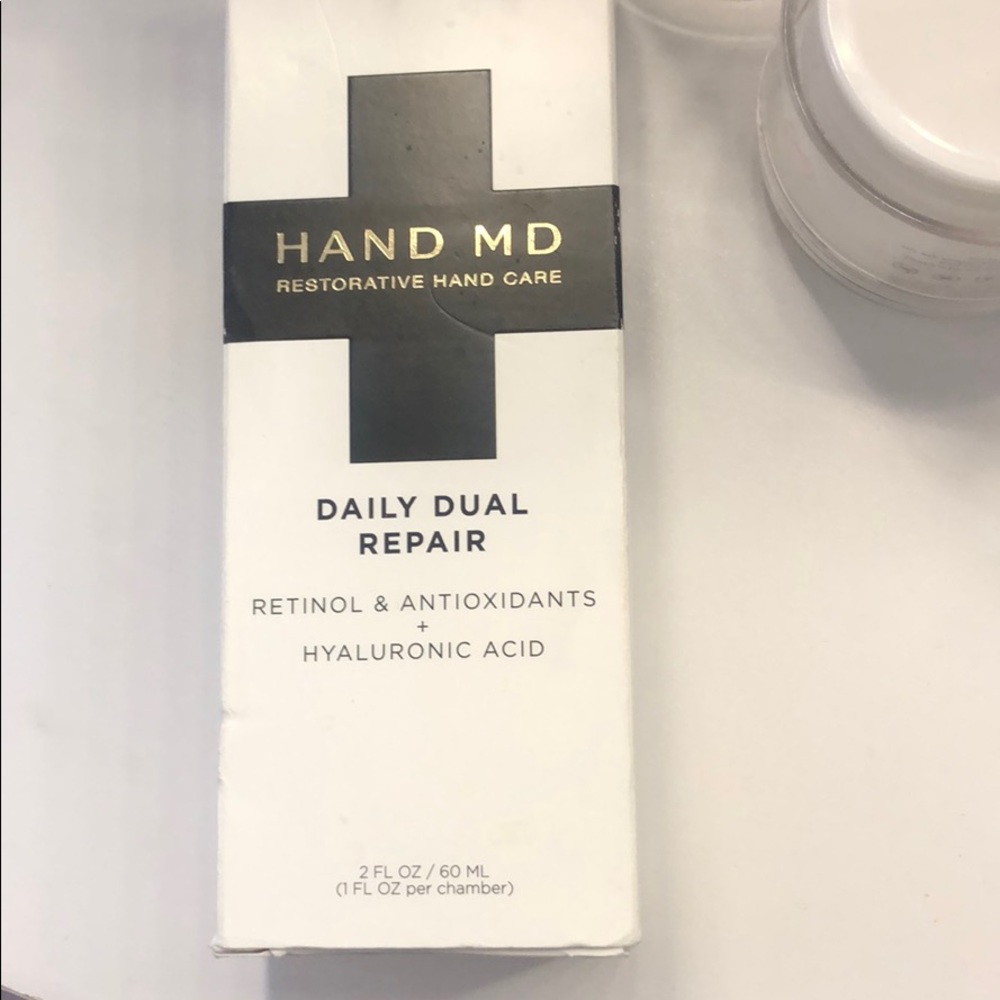 HAND MD
RESTORATIVE HAND CARE
DAILY DUAL
REPAIR
RETINOL & ANTIOXIDANTS
+
HYALURONIC ACID
2 FL OZ / 60 ML
(1 FL OZ per chamber)